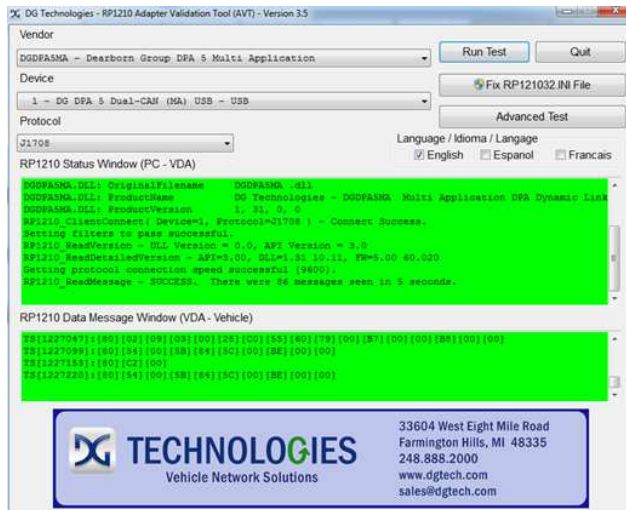 DG Technologies - RP1210 Adapter Validation Tool (AVT) - Version 3.5
Vendor
DGDPA5MA - Dearborn Group DPA 5 Multi Application
Run Test
Quit
Device
Fix RP121032.INI File
1 - DG DPA 5 Dual-CAN (MA) USB - USB
Advanced Test
Protocol
J1708
Language / Idioma / Langage
English
Espanol
Francais
RP1210 Status Window (PC - VDA)
DGDPA5MA.DLL: OriginalFilename DGDPA5MA .dll
DGDPA5MA.DLL: ProductName DG Technologies - DGDPA5MA Multi Application DPA Dynamic Link
DGDPA5MA.DLL: ProductVersion 1, 31, 0, 0
RP1210_ClientConnect( Device=1, Protocol=J1708 ) - Connect Success.
Setting filters to pass successful.
RP1210_ReadVersion - DLL Version = 0.0, API Version = 3.0
RP1210_ReadDetailedVersion - API=3.00, DLL=1.31 10.11, FW=5.00 60.020
Getting protocol connection speed successful [9600].
RP1210_ReadMessage - SUCCESS. There were 86 messages seen in 5 seconds.
RP1210 Data Message Window (VDA - Vehicle)
TS[1227047]:[80][02][09][03][00][28][C0][55][60][79][00][B7][00][00][B8][00][00]
TS[1227099]:[80][54][00][5B][84][5C][00][BE][00][00]
TS[1227155]:[80][C2][00]
TS[1227220]:[80][54][00][5B][84][5C][00][BE][00][00]
DG TECHNOLOGIES
Vehicle Network Solutions
33604 West Eight Mile Road
Farmington Hills, MI 48335
248.888.2000
www.dgtech.com
sales@dgtech.com